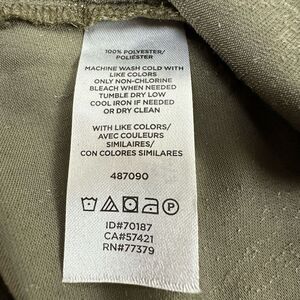 100% POLYESTER/
POLIÉSTER
MACHINE WASH COLD WITH
LIKE COLORS
ONLY NON-CHLORINE
BLEACH WHEN NEEDED
TUMBLE DRY LOW
COOL IRON IF NEEDED
OR DRY CLEAN
WITH LIKE COLORS/
AVEC COULEURS
SIMILAIRES/
CON COLORES SIMILARES
487090
P
ID#70187
CA#57421
RN#77379